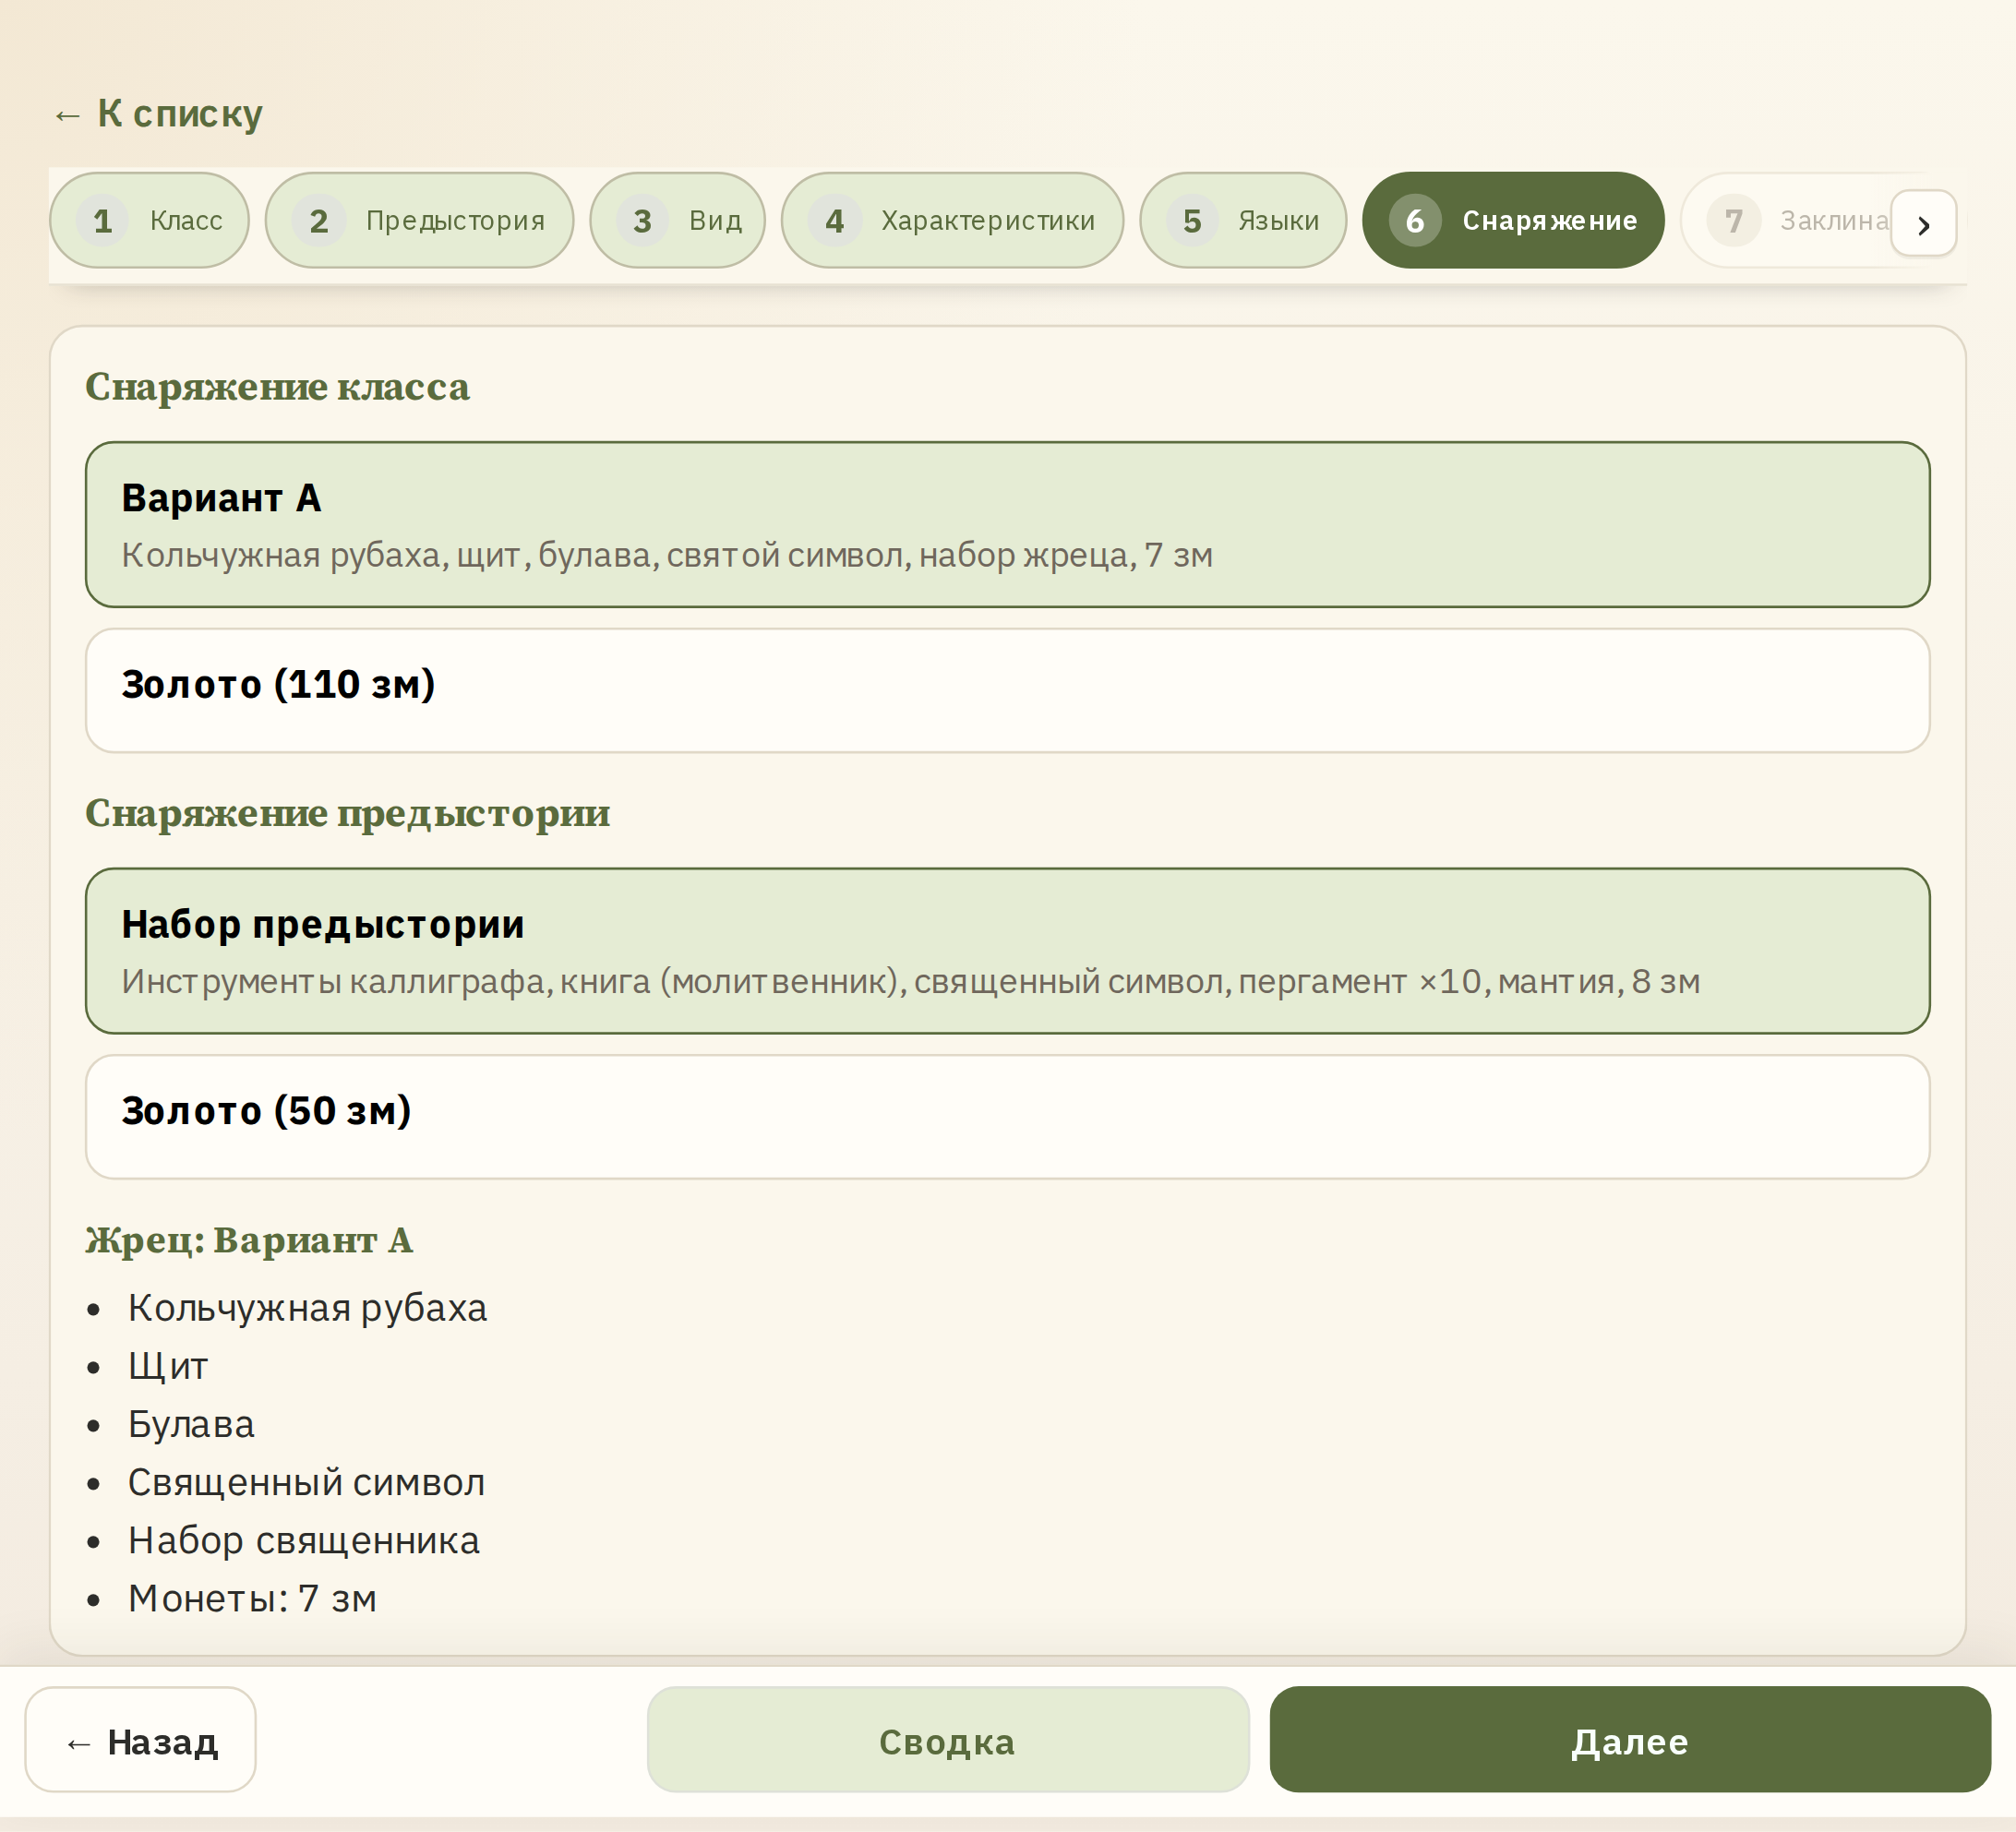 ← К списку
1 Класс 2 Предыстория 3 Вид 4 Характеристики 5 Языки 6 Снаряжение 7 Заклина ›
Снаряжение класса
Вариант А
Кольчужная рубаха, щит, булава, святой символ, набор жреца, 7 зм
Золото (110 зм)
Снаряжение предыстории
Набор предыстории
Инструменты каллиграфа, книга (молитвенник), священный символ, пергамент ×10, мантия, 8 зм
Золото (50 зм)
Жрец: Вариант А
• Кольчужная рубаха
• Щит
• Булава
• Священный символ
• Набор священника
• Монеты: 7 зм
← Назад Сводка Далее